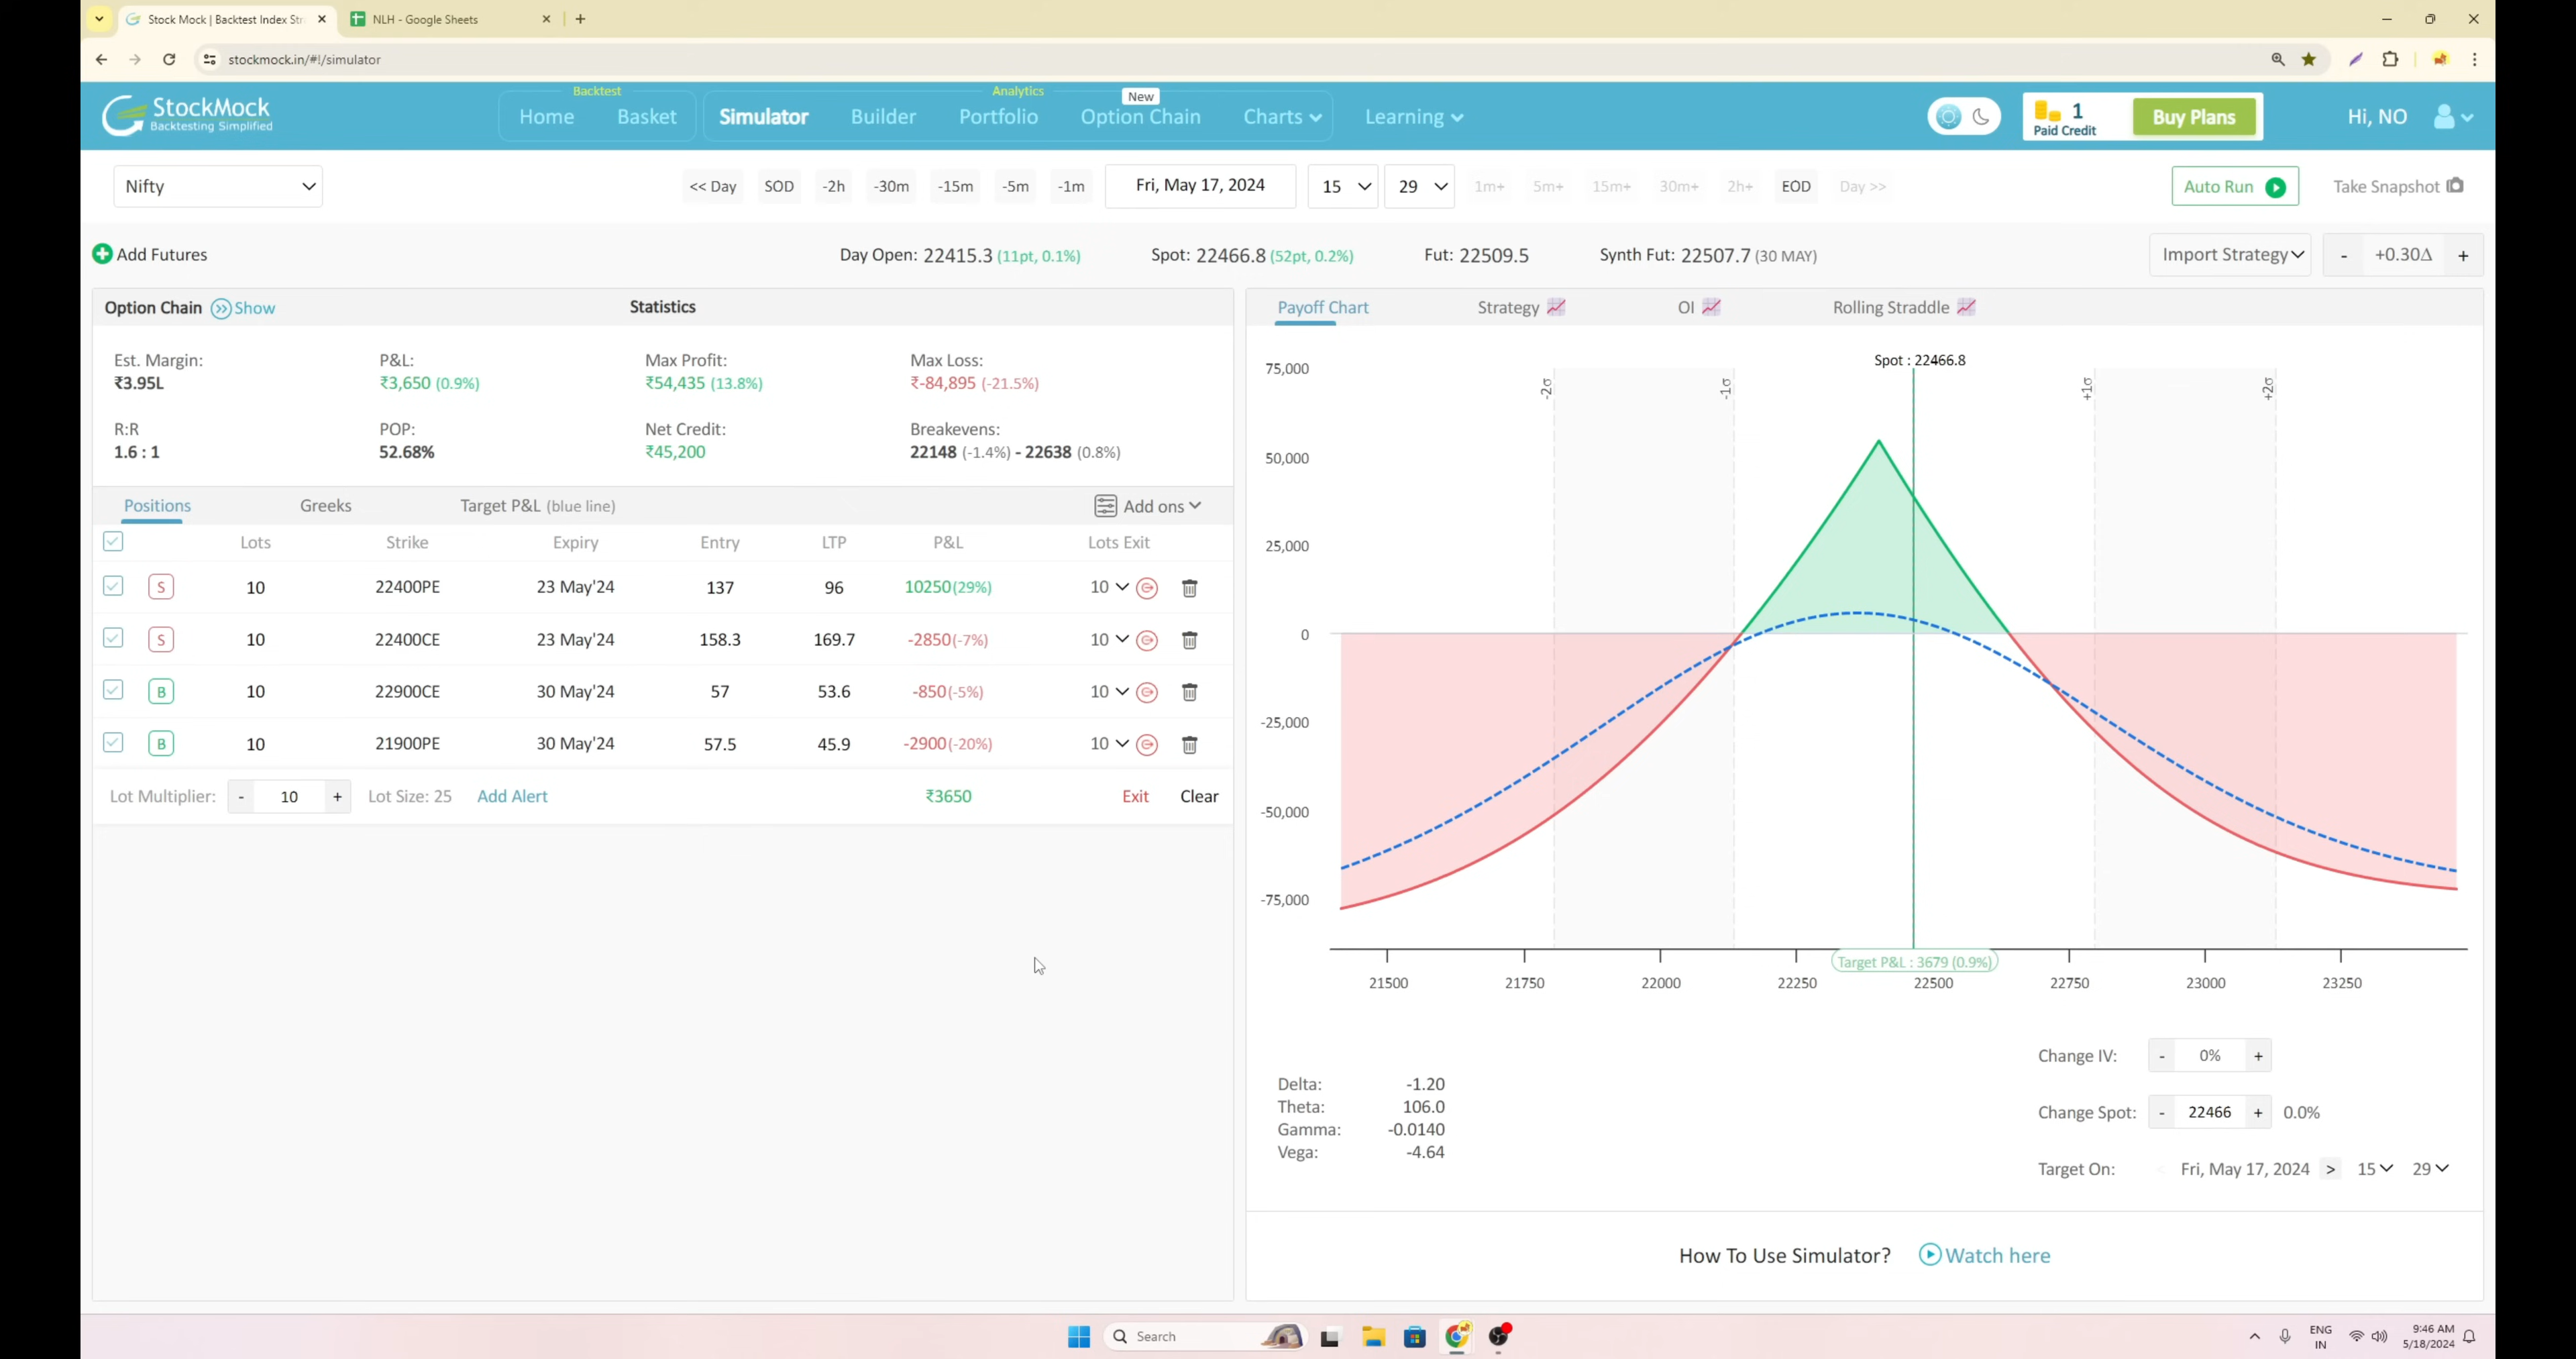 Stock Mock | Backtest Index Str
NLH - Google Sheets
stockmock.in/#!/simulator
StockMock
Backtesting Simplified
Backtest
Home Basket
Analytics
Simulator Builder Portfolio Option Chain Charts
New
Learning
1
Paid Credit
Buy Plans
Hi, NO
Nifty
<< Day SOD -2h -30m -15m -5m -1m Fri, May 17, 2024 15 29 1m+ 5m+ 15m+ 30m+ 2h+ EOD Day >>
Auto Run
Take Snapshot
Add Futures
Day Open: 22415.3 (11pt, 0.1%) Spot: 22466.8 (52pt, 0.2%) Fut: 22509.5 Synth Fut: 22507.7 (30 MAY)
Import Strategy - +0.30Δ +
Option Chain Show Statistics
Est. Margin: P&L: Max Profit: Max Loss:
₹3.95L ₹3,650 (0.9%) ₹54,435 (13.8%) ₹-84,895 (-21.5%)
R:R POP: Net Credit: Breakevens:
1.6 : 1 52.68% ₹45,200 22148 (-1.4%) - 22638 (0.8%)
Positions Greeks Target P&L (blue line) Add ons
Lots Strike Expiry Entry LTP P&L Lots Exit
S 10 22400PE 23 May'24 137 96 10250(29%) 10
S 10 22400CE 23 May'24 158.3 169.7 -2850(-7%) 10
B 10 22900CE 30 May'24 57 53.6 -850(-5%) 10
B 10 21900PE 30 May'24 57.5 45.9 -2900(-20%) 10
Lot Multiplier: - 10 + Lot Size: 25 Add Alert ₹3650 Exit Clear
Payoff Chart Strategy OI Rolling Straddle
Spot : 22466.8
-2σ -1σ +1σ +2σ
75,000
50,000
25,000
0
-25,000
-50,000
-75,000
Target P&L : 3679 (0.9%)
21500 21750 22000 22250 22500 22750 23000 23250
Delta: -1.20
Theta: 106.0
Gamma: -0.0140
Vega: -4.64
Change IV: - 0% +
Change Spot: - 22466 + 0.0%
Target On: < Fri, May 17, 2024 > 15 29
How To Use Simulator? Watch here
Search
ENG
IN
9:46 AM
5/18/2024